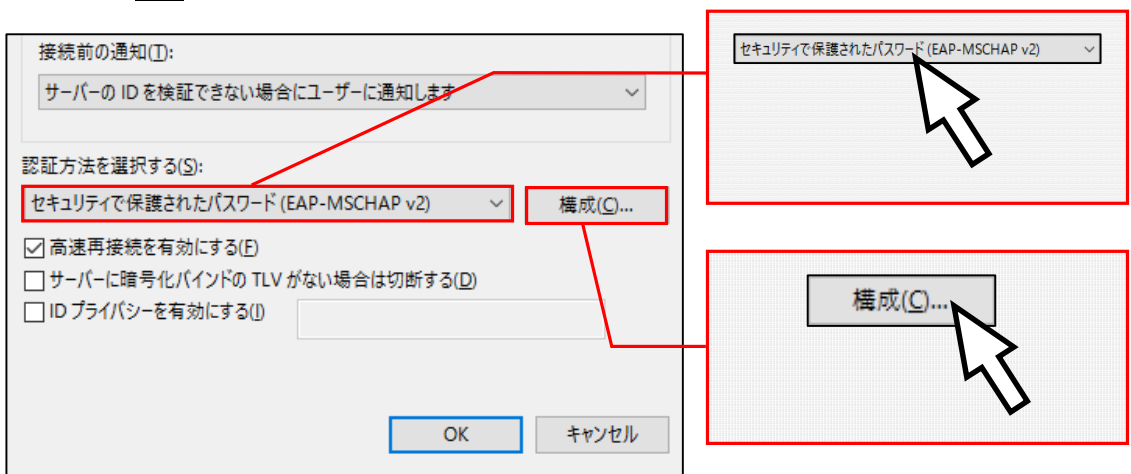 接続前の通知(T):
サーバーの ID を検証できない場合にユーザーに通知します
認証方法を選択する(S):
セキュリティで保護されたパスワード (EAP-MSCHAP v2)
構成(C)...
高速再接続を有効にする(F)
サーバーに暗号化バインドの TLV がない場合は切断する(D)
ID プライバシーを有効にする(I)
OK
キャンセル
セキュリティで保護されたパスワード (EAP-MSCHAP v2)
構成(C)...